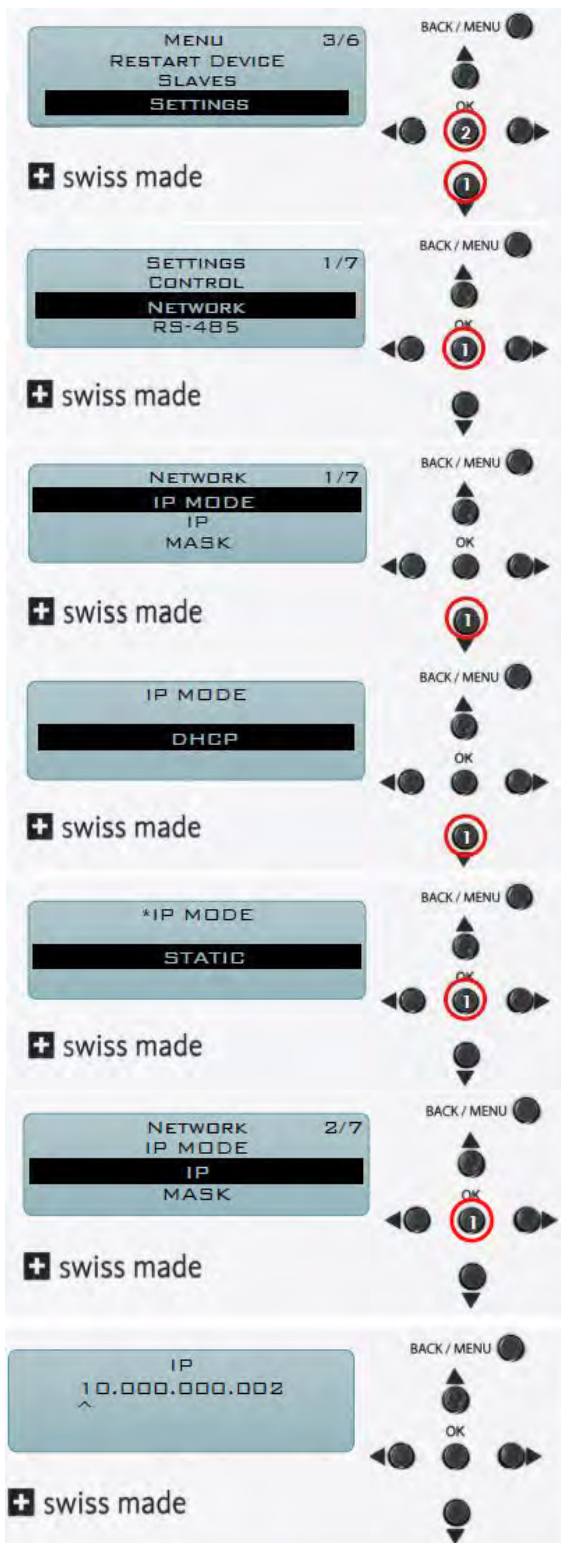 MENU 3/6
RESTART DEVICE
SLAVES
SETTINGS
BACK / MENU
OK
2
1
swiss made
SETTINGS 1/7
CONTROL
NETWORK
RS-485
BACK / MENU
OK
1
swiss made
NETWORK 1/7
IP MODE
IP
MASK
BACK / MENU
OK
1
swiss made
IP MODE
DHCP
BACK / MENU
OK
1
swiss made
*IP MODE
STATIC
BACK / MENU
OK
1
swiss made
NETWORK 2/7
IP MODE
IP
MASK
BACK / MENU
OK
1
swiss made
IP
10.000.000.002
^
BACK / MENU
OK
swiss made